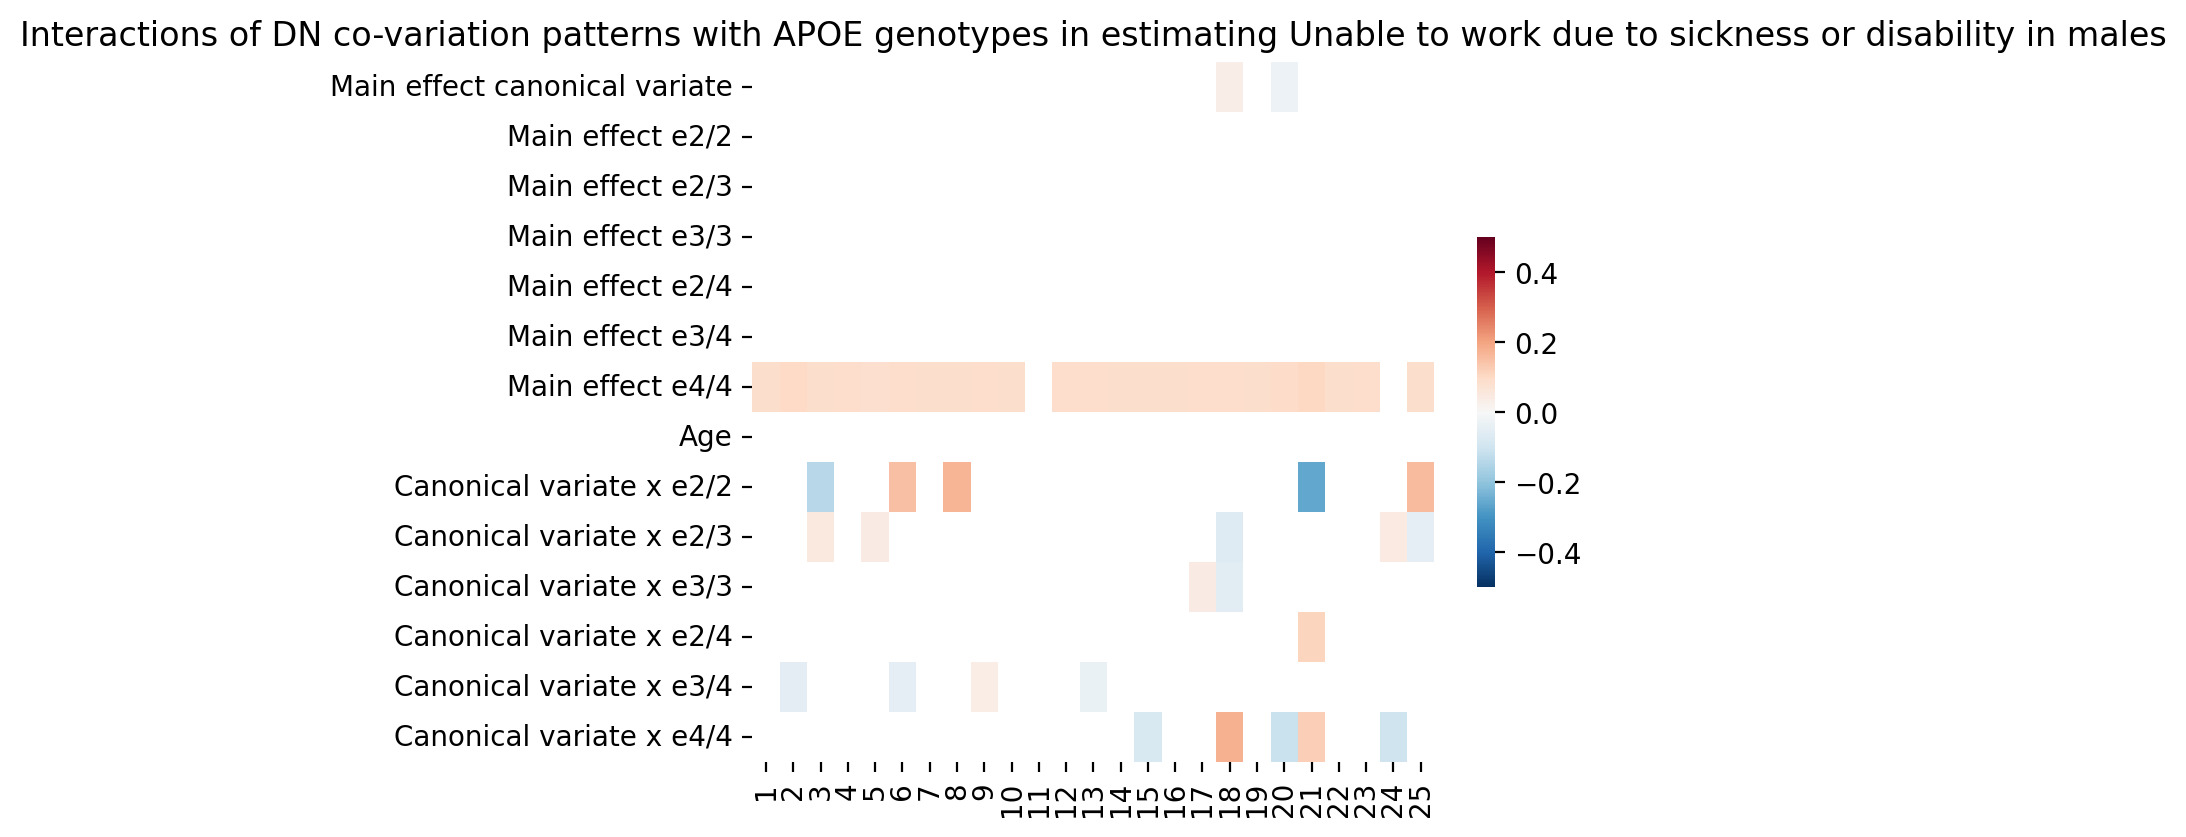 Interactions of DN co-variation patterns with APOE genotypes in estimating Unable to work due to sickness or disability in males
Main effect canonical variate
Main effect e2/2
Main effect e2/3
Main effect e3/3
Main effect e2/4
Main effect e3/4
Main effect e4/4
Age
Canonical variate x e2/2
Canonical variate x e2/3
Canonical variate x e3/3
Canonical variate x e2/4
Canonical variate x e3/4
Canonical variate x e4/4
1 2 3 4 5 6 7 8 9 10 11 12 13 14 15 16 17 18 19 20 21 22 23 24 25
0.4
0.2
0.0
−0.2
−0.4